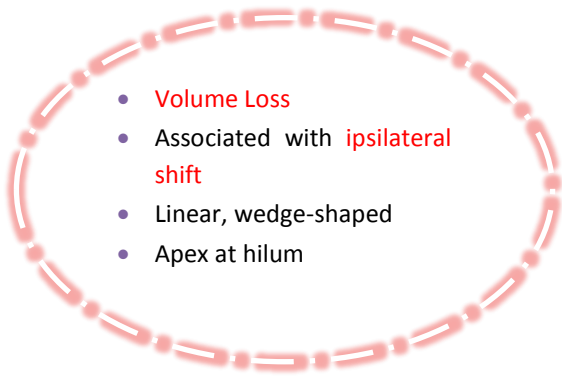 • Volume Loss
• Associated with ipsilateral
shift
• Linear, wedge-shaped
• Apex at hilum